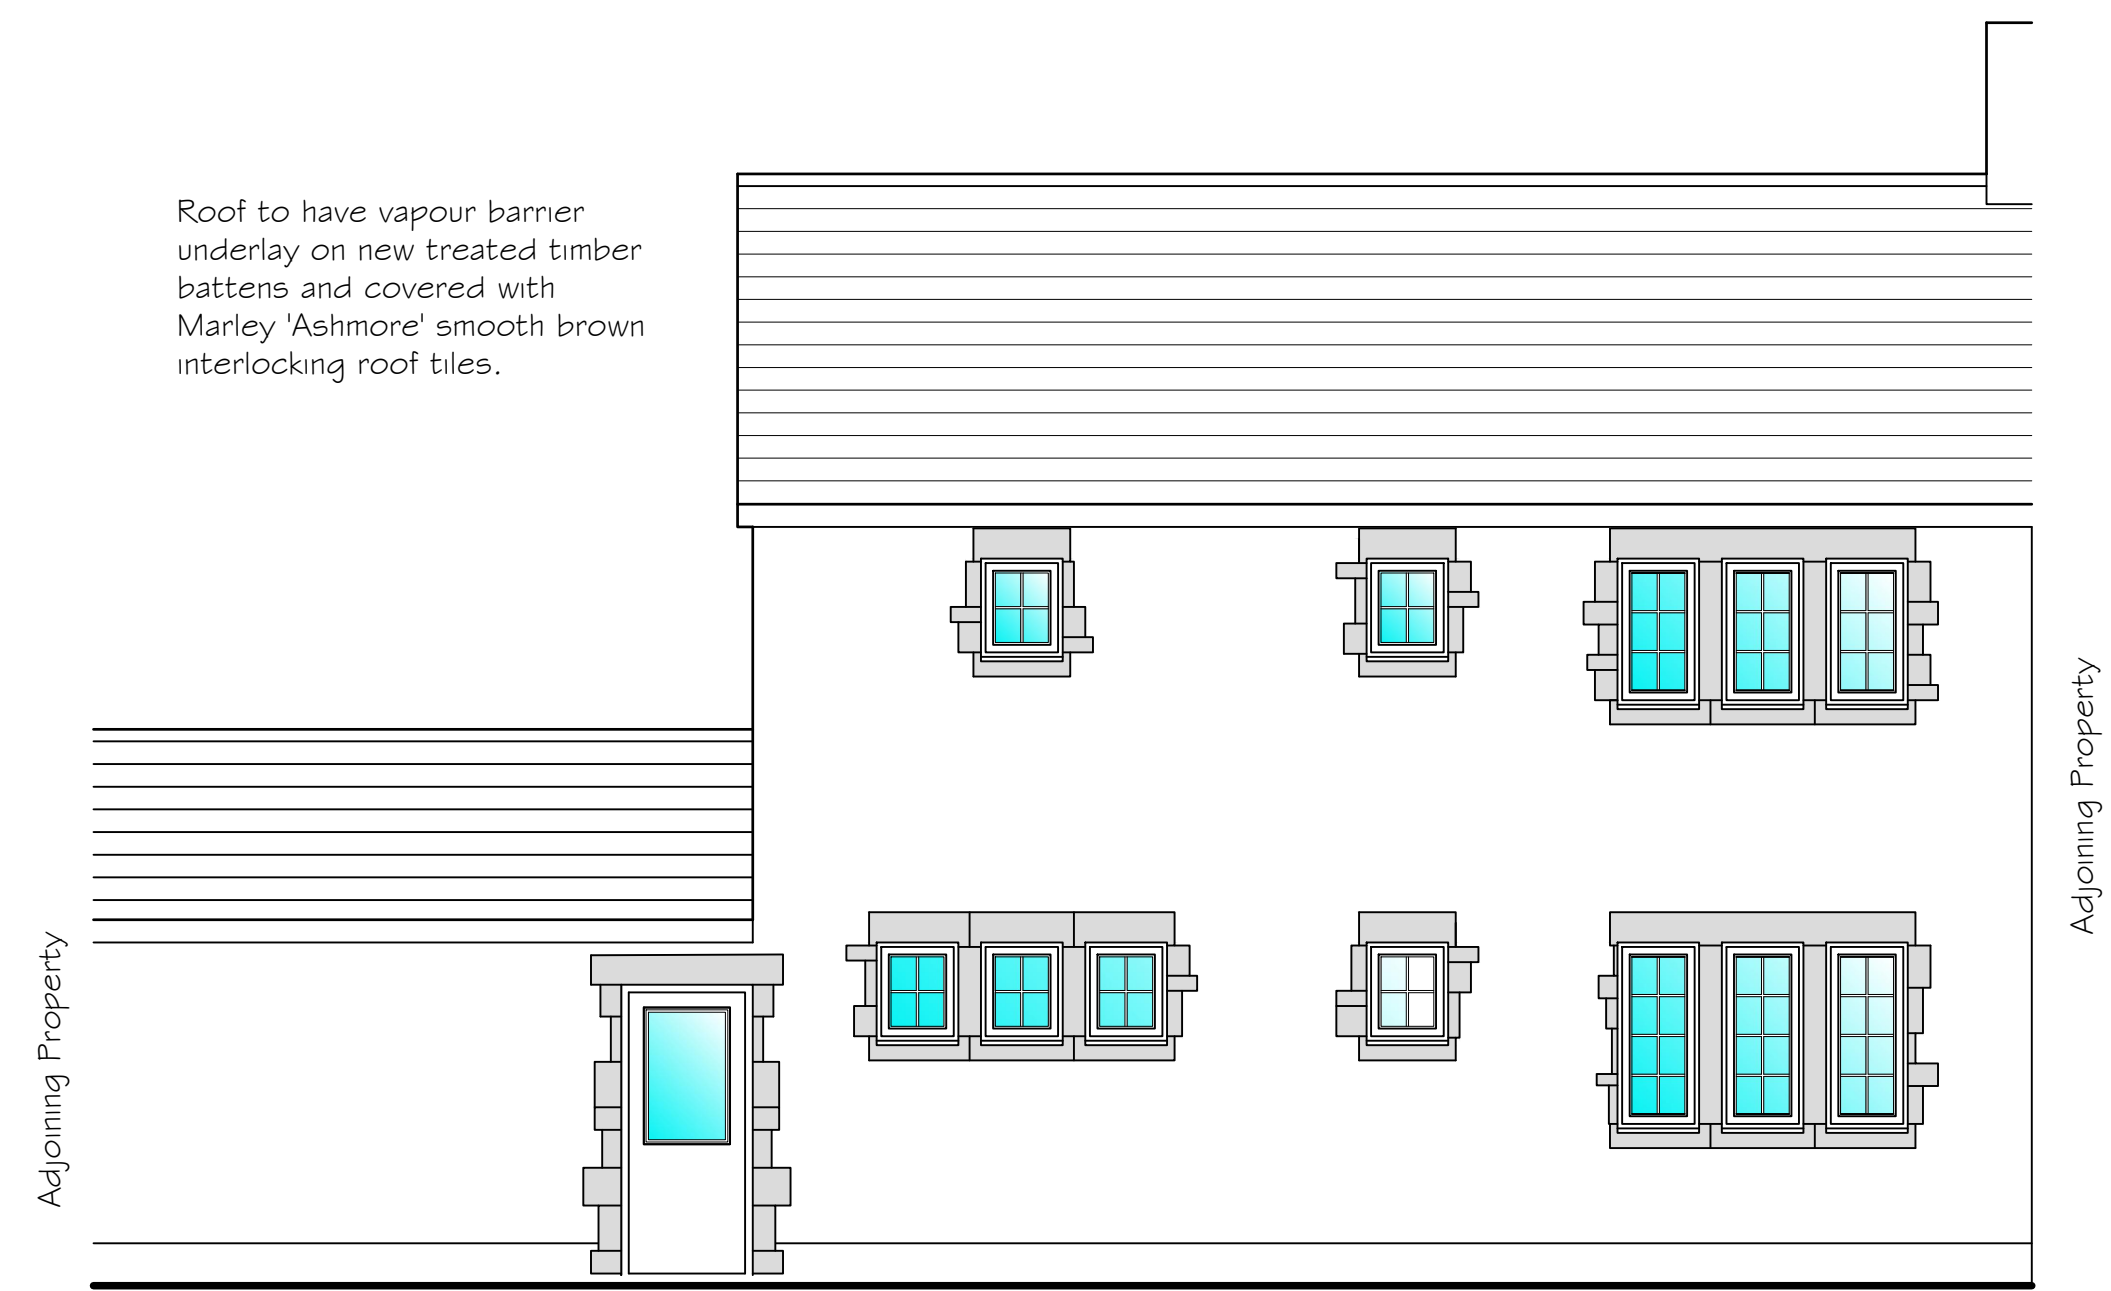 Roof to have vapour barrier
underlay on new treated timber
battens and covered with
Marley 'Ashmore' smooth brown
interlocking roof tiles.
Adjoining Property
Adjoining Property